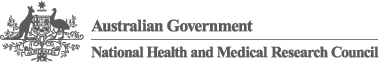 Australian Government
National Health and Medical Research Council